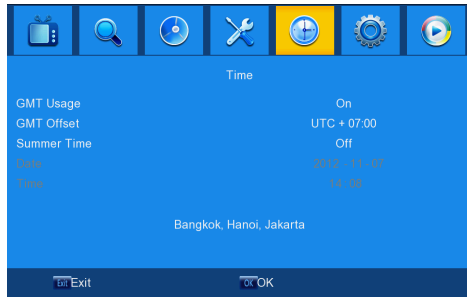 Time
GMT Usage On
GMT Offset UTC + 07:00
Summer Time Off
Date 2012 - 11 - 07
Time 14 :08
Bangkok, Hanoi, Jakarta
Exit Exit OK OK